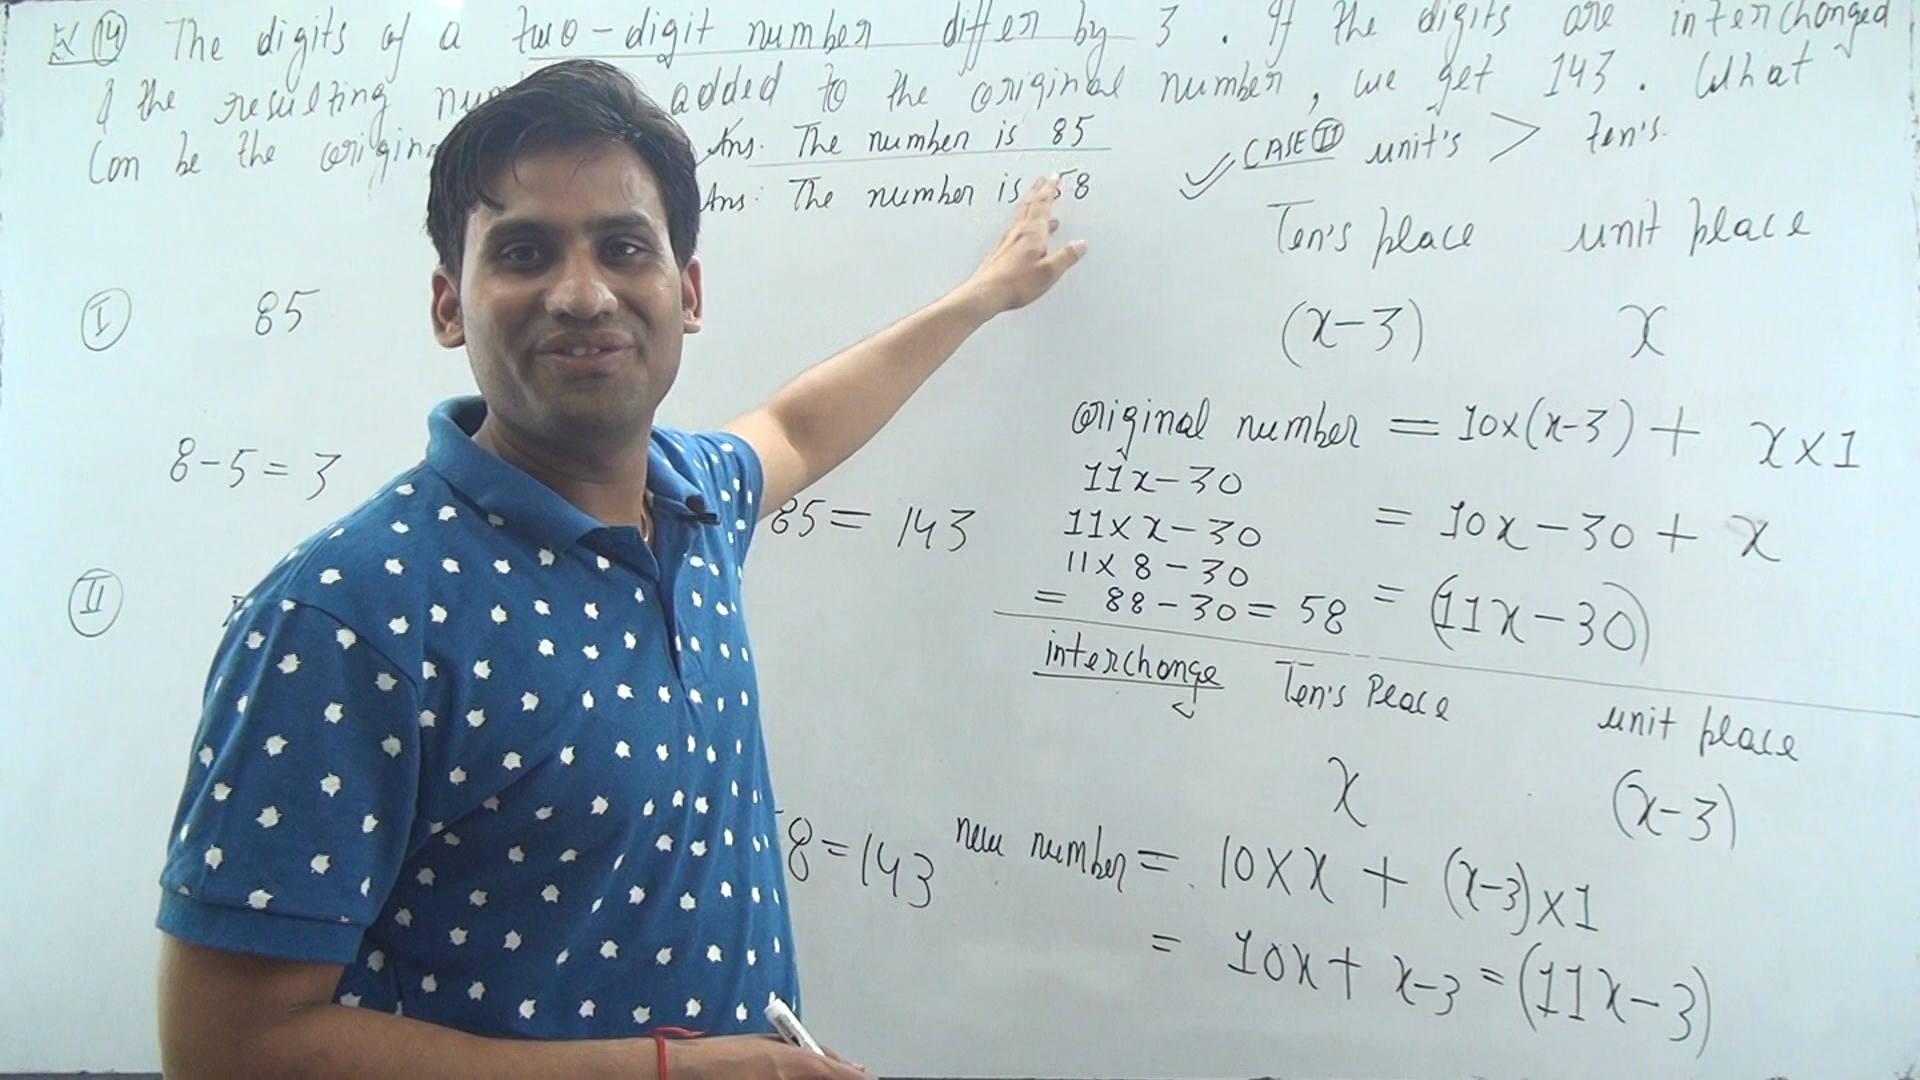 Ex 14 The digits of a two-digit number differ by 3. If the digits are interchanged
& the resulting num added to the original number, we get 143. What
Can be the origin
Ans. The number is 85
Ans: The number is 58
CASE II unit's > ten's.
Ten's place unit place
(x-3) x
I 85
8-5=3
85= 143
II
8=143
original number = 10x(x-3) + x×1
11x-30
11×x-30
= 10x-30+x
11×8-30
= 88-30=58
= (11x-30)
interchange Ten's Place unit place
x (x-3)
new number = 10×x + (x-3)×1
= 10x+x-3=(11x-3)